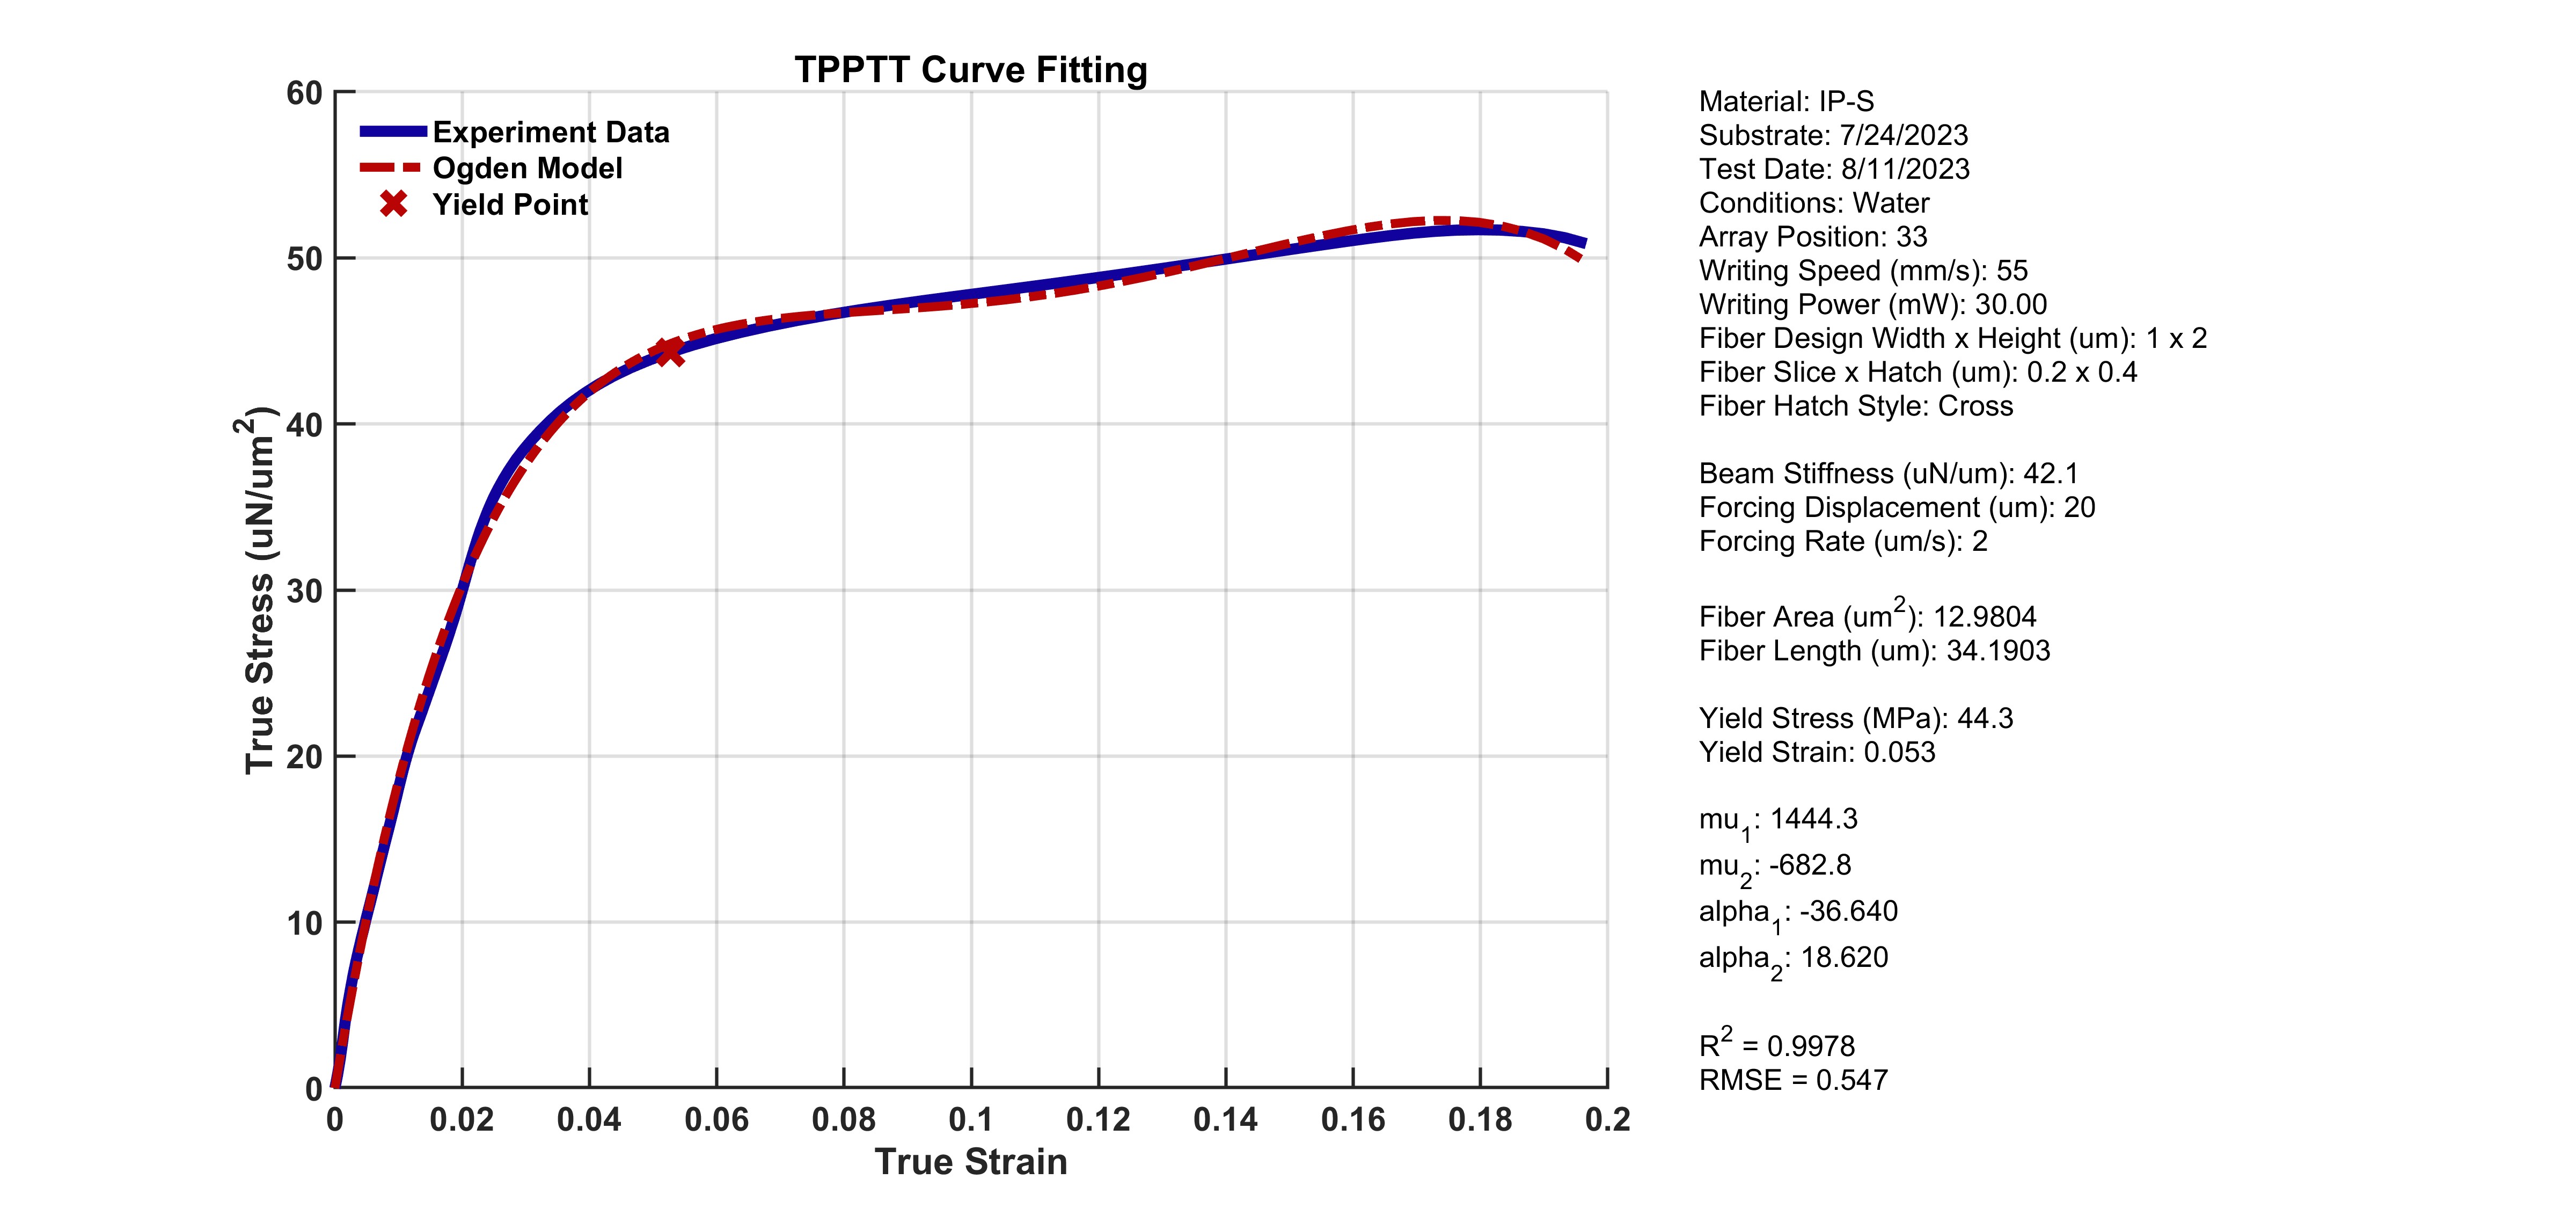 TPPTT Curve Fitting
60
50
40
30
20
10
0
True Stress (uN/um²)
Experiment Data
Ogden Model
Yield Point
0 0.02 0.04 0.06 0.08 0.1 0.12 0.14 0.16 0.18 0.2
True Strain
Material: IP-S
Substrate: 7/24/2023
Test Date: 8/11/2023
Conditions: Water
Array Position: 33
Writing Speed (mm/s): 55
Writing Power (mW): 30.00
Fiber Design Width x Height (um): 1 x 2
Fiber Slice x Hatch (um): 0.2 x 0.4
Fiber Hatch Style: Cross
Beam Stiffness (uN/um): 42.1
Forcing Displacement (um): 20
Forcing Rate (um/s): 2
Fiber Area (um²): 12.9804
Fiber Length (um): 34.1903
Yield Stress (MPa): 44.3
Yield Strain: 0.053
mu₁: 1444.3
mu₂: -682.8
alpha₁: -36.640
alpha₂: 18.620
R² = 0.9978
RMSE = 0.547